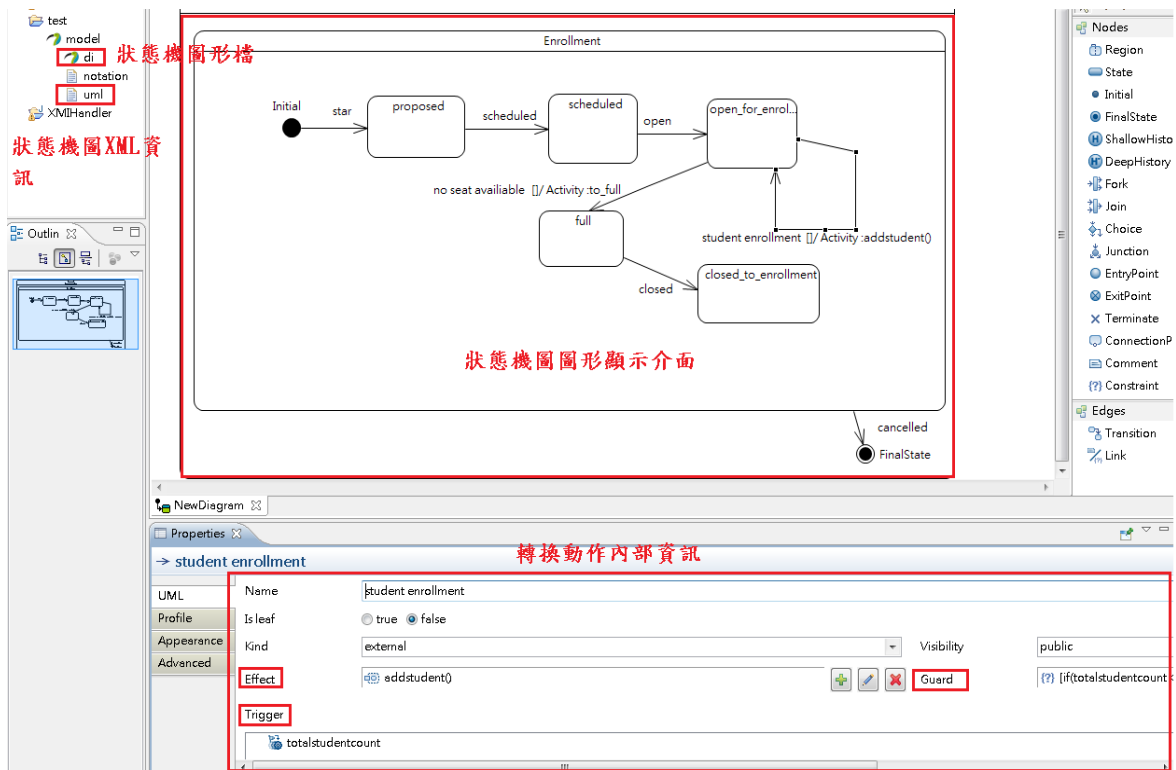 test
model
di 狀態機圖形檔
notation
uml
XMIHandler
狀態機圖XML資
訊
Outlin
Enrollment
Initial
star
proposed
scheduled
scheduled
open
open_for_enrol...
no seat availiable []/ Activity :to_full
full
student enrollment []/ Activity :addstudent()
closed
closed_to_enrollment
狀態機圖圖形顯示介面
cancelled
FinalState
Nodes
Region
State
Initial
FinalState
ShallowHisto
DeepHistory
Fork
Join
Choice
Junction
EntryPoint
ExitPoint
Terminate
ConnectionP
Comment
{?} Constraint
Edges
Transition
Link
NewDiagram
Properties
轉換動作內部資訊
student enrollment
UML
Profile
Appearance
Advanced
Name student enrollment
Is leaf true false
Kind external Visibility public
Effect addstudent() Guard {?} [if(totalstudentcount <
Trigger
totalstudentcount